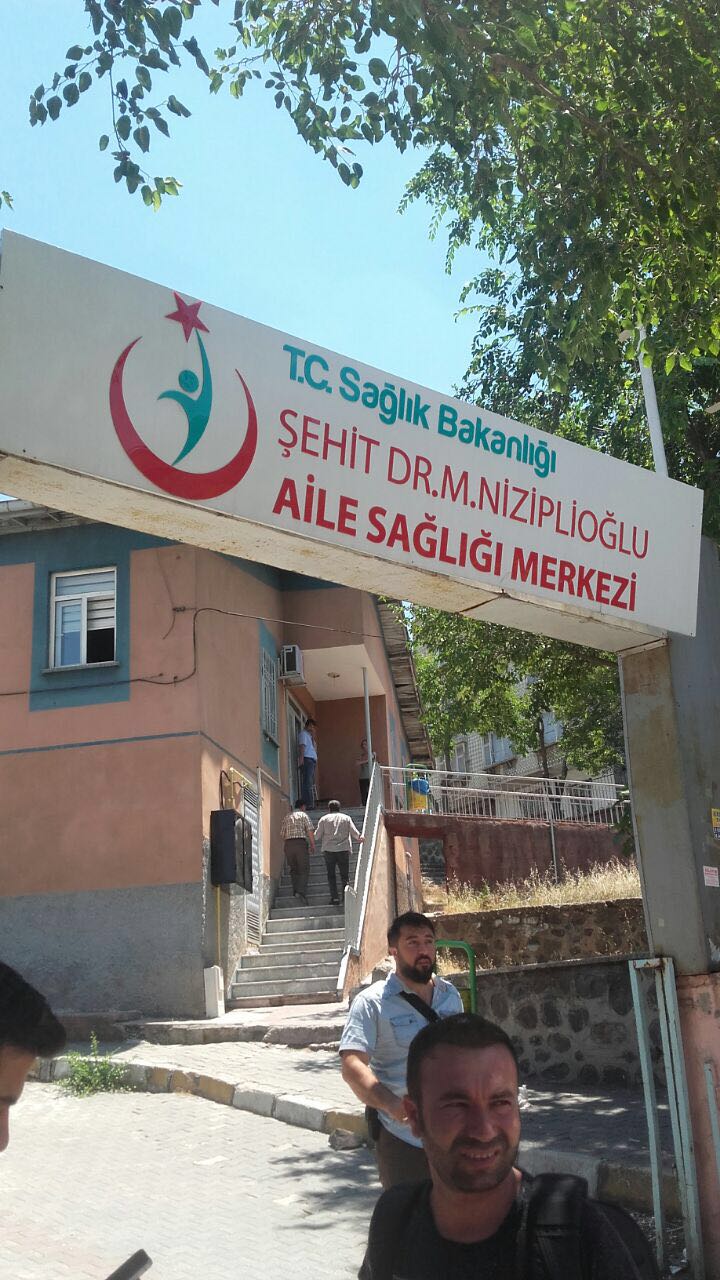 T.C. Sağlık Bakanlığı
ŞEHİT DR.M.NİZİPLİOĞLU
AİLE SAĞLIĞI MERKEZİ